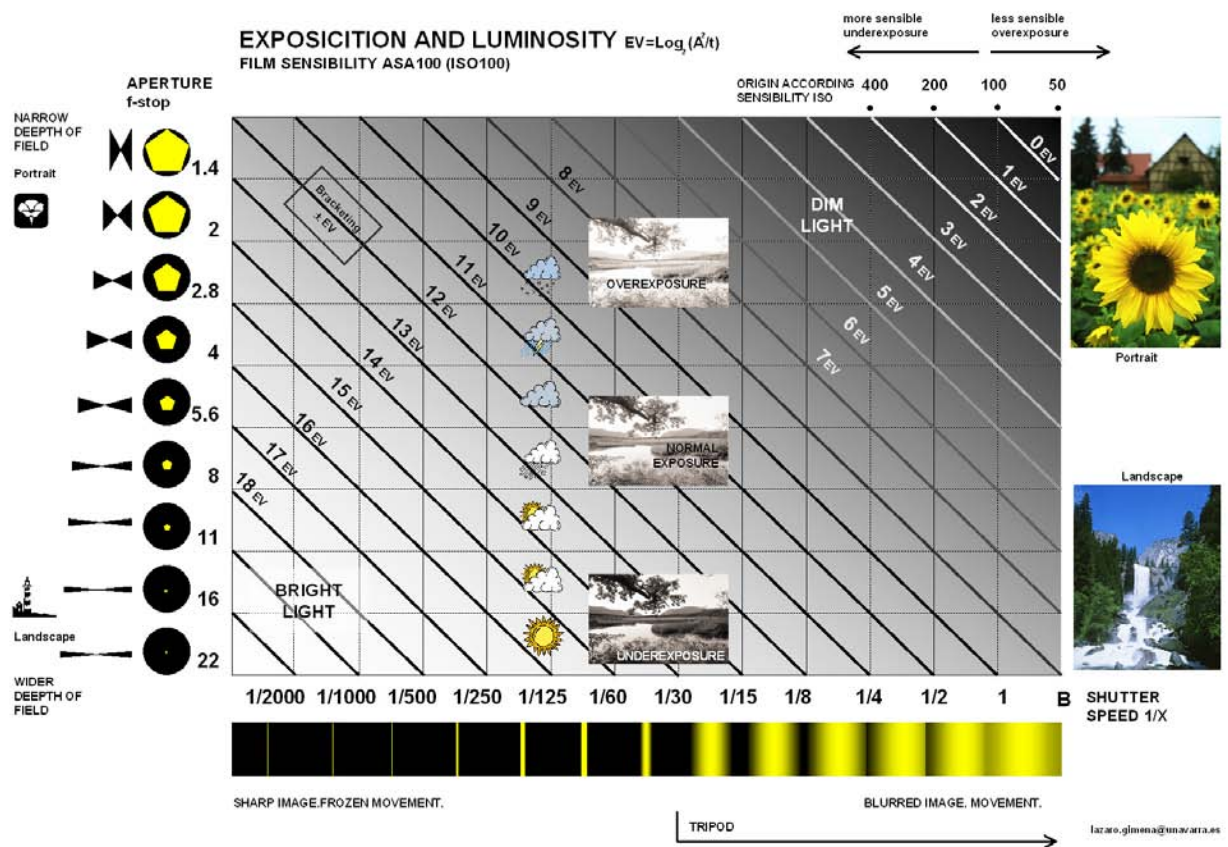 more sensible
underexposure
less sensible
overexposure
EXPOSICITION AND LUMINOSITY EV=Log₂(A²/t)
FILM SENSIBILITY ASA100 (ISO100)
ORIGIN ACCORDING
SENSIBILITY ISO
400
200
100
50
APERTURE
f-stop
NARROW
DEEPTH OF
FIELD
Portrait
1.4
2
2.8
4
5.6
8
11
16
22
Landscape
WIDER
DEEPTH OF
FIELD
Bracketing
± EV
0 EV
1 EV
2 EV
3 EV
4 EV
5 EV
6 EV
7 EV
8 EV
9 EV
10 EV
11 EV
12 EV
13 EV
14 EV
15 EV
16 EV
17 EV
18 EV
DIM
LIGHT
BRIGHT
LIGHT
OVEREXPOSURE
NORMAL
EXPOSURE
UNDEREXPOSURE
Portrait
Landscape
1/2000
1/1000
1/500
1/250
1/125
1/60
1/30
1/15
1/8
1/4
1/2
1
B
SHUTTER
SPEED 1/X
SHARP IMAGE.FROZEN MOVEMENT.
BLURRED IMAGE. MOVEMENT.
TRIPOD
lazaro.gimena@unavarra.es